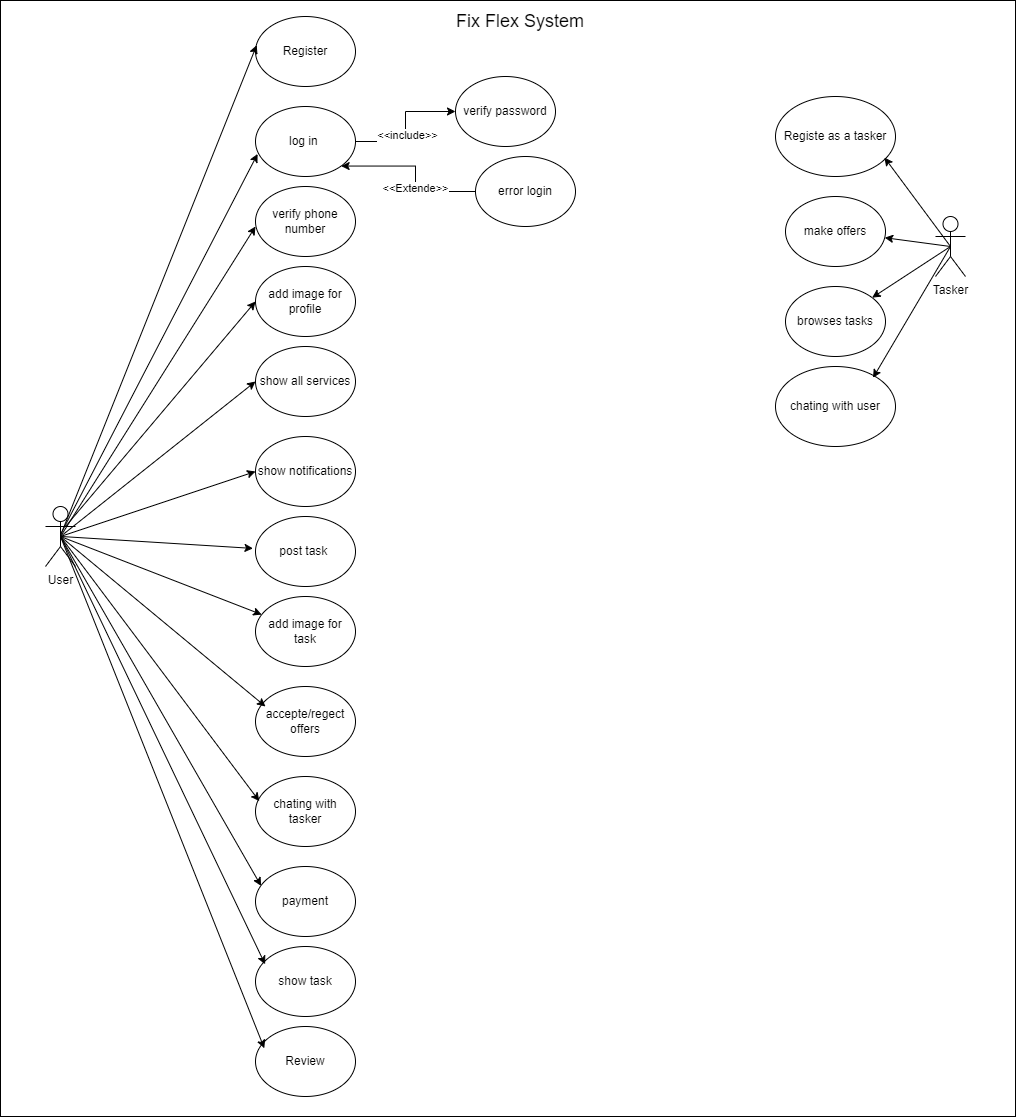 Fix Flex System
Register
log in
<<include>>
verify password
<<Extende>>
error login
verify phone
number
add image for
profile
show all services
show notifications
post task
add image for
task
accepte/regect
offers
chating with
tasker
payment
show task
Review
User
Registe as a tasker
make offers
browses tasks
chating with user
Tasker